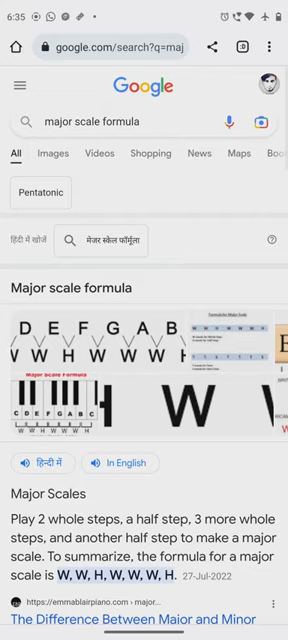 6:35
google.com/search?q=maj
:D
Google
major scale formula
All Images Videos Shopping News Maps
Pentatonic
हिंदी में खोजें मेजर स्केल फॉर्मूला
Major scale formula
D E F G A B
W W H W W W H
Major Scale Formula
C D E F G A B C
W W H W W W H
W
हिन्दी में In English
Major Scales
Play 2 whole steps, a half step, 3 more whole
steps, and another half step to make a major
scale. To summarize, the formula for a major
scale is W, W, H, W, W, W, H. 27-Jul-2022
https://emmablairpiano.com › major...
The Difference Between Major and Minor